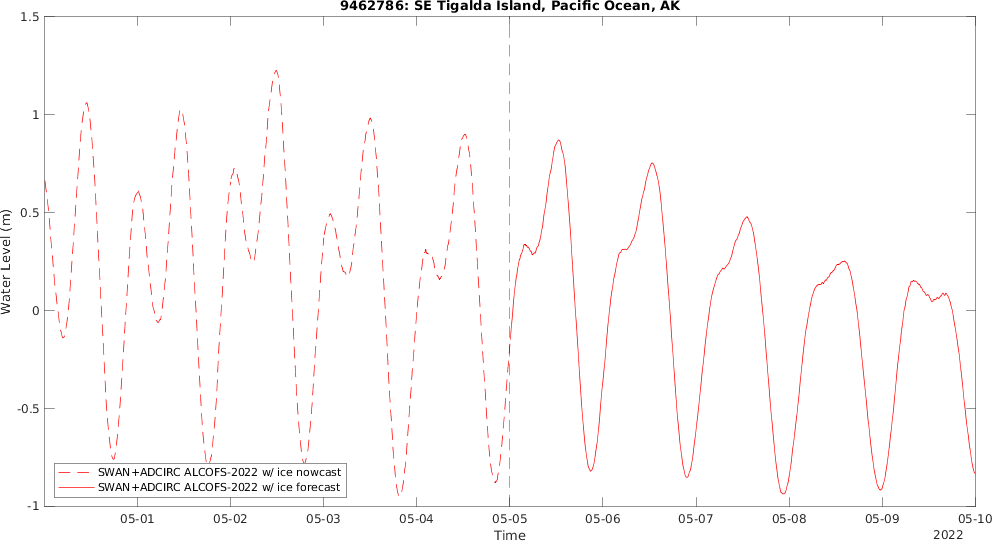 9462786: SE Tigalda Island, Pacific Ocean, AK
1.5
1
0.5
0
-0.5
-1
Water Level (m)
SWAN+ADCIRC ALCOFS-2022 w/ ice nowcast
SWAN+ADCIRC ALCOFS-2022 w/ ice forecast
05-01 05-02 05-03 05-04 05-05 05-06 05-07 05-08 05-09 05-10
Time
2022